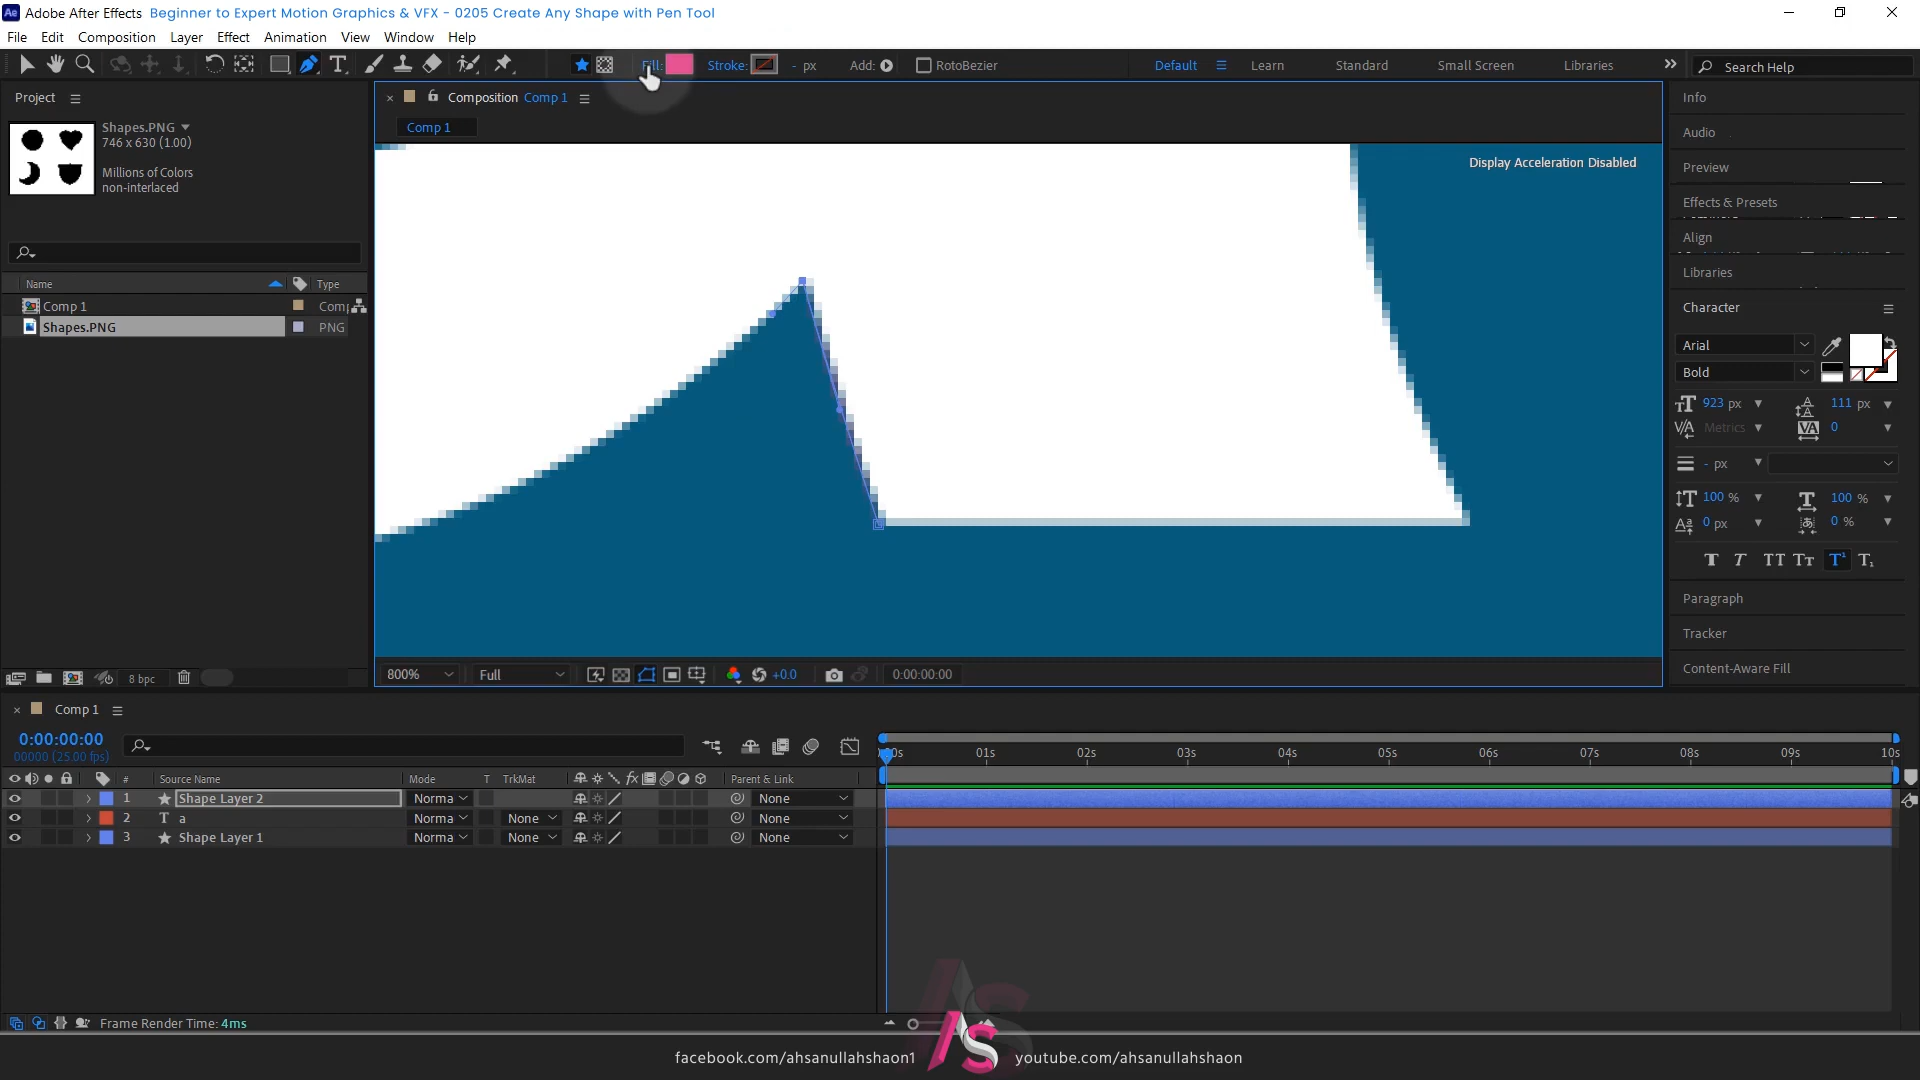 Adobe After Effects Beginner to Expert Motion Graphics & VFX - 0205 Create Any Shape with Pen Tool
File Edit Composition Layer Effect Animation View Window Help
Fill: Stroke: - px Add: RotoBezier Default Learn Standard Small Screen Libraries Search Help
Project
Composition Comp 1
Comp 1
Display Acceleration Disabled
Shapes.PNG
746 x 630 (1.00)
Millions of Colors
non-interlaced
Name Type
Comp 1
Shapes.PNG PNG
8 bpc
800% Full +0.0 0:00:00:00
Info
Audio
Preview
Effects & Presets
Align
Libraries
Character
Arial
Bold
923 px 111 px
Metrics 0
- px
100 % 100 %
0 px 0 %
Paragraph
Tracker
Content-Aware Fill
Comp 1
0:00:00:00
00000 (25.00 fps)
01s 02s 03s 04s 05s 06s 07s 08s 09s 10s
# Source Name Mode T TrkMat Parent & Link
1 Shape Layer 2 Norma None
2 T a Norma None None
3 Shape Layer 1 Norma None None
Frame Render Time: 4ms
facebook.com/ahsanullahshaon1 AS youtube.com/ahsanullahshaon